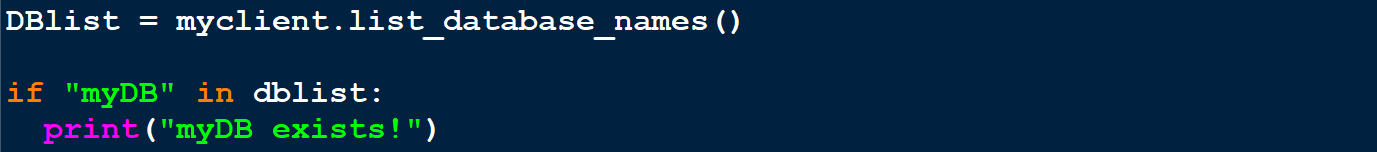 DBlist = myclient.list_database_names()
if "myDB" in dblist:
  print("myDB exists!")